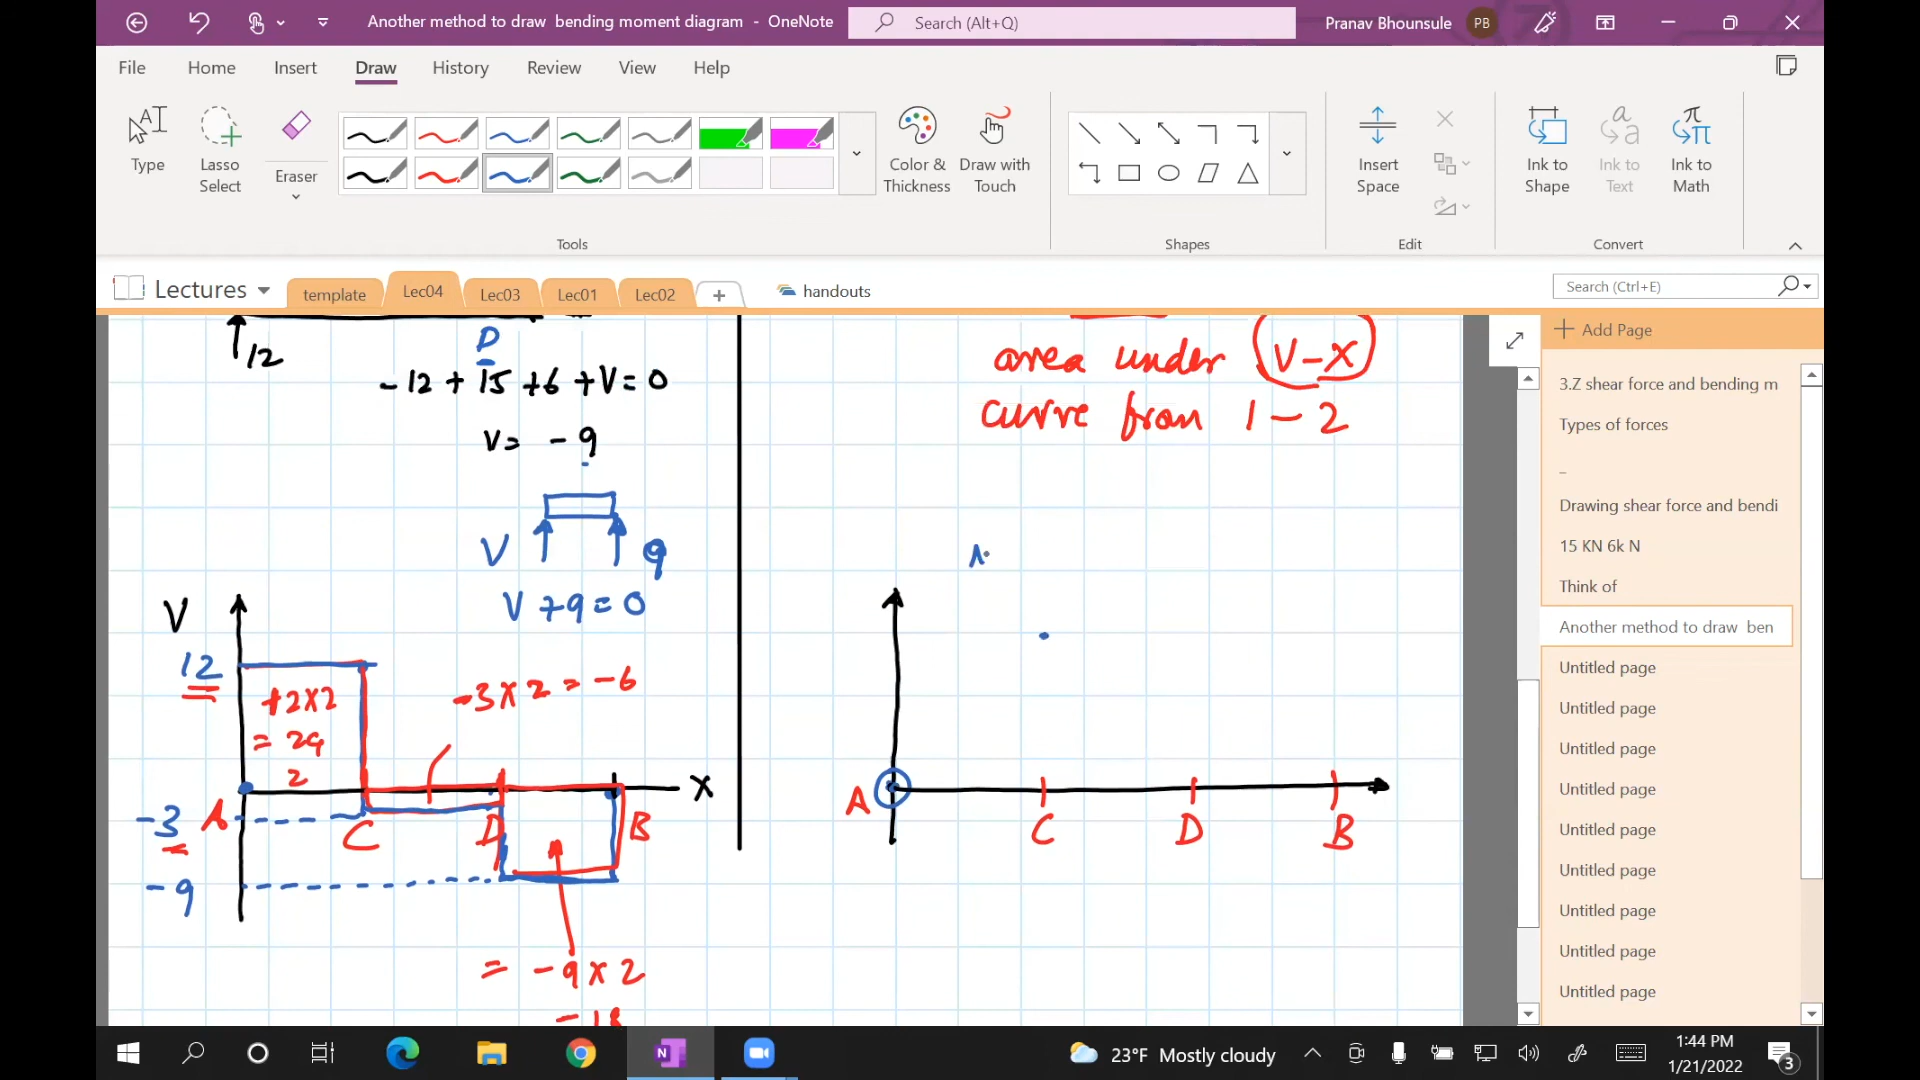 Another method to draw bending moment diagram - OneNote
Search (Alt+Q)
Pranav Bhounsule PB
File Home Insert Draw History Review View Help
Type
Lasso Select
Eraser
Color & Thickness
Draw with Touch
Insert Space
Ink to Shape
Ink to Text
Ink to Math
Tools
Shapes
Edit
Convert
Lectures
template Lec04 Lec03 Lec01 Lec02 +
handouts
Search (Ctrl+E)
Add Page
3.Z shear force and bending m
Types of forces
Drawing shear force and bendi
15 KN 6k N
Think of
Another method to draw ben
Untitled page
Untitled page
Untitled page
Untitled page
Untitled page
Untitled page
Untitled page
Untitled page
Untitled page
12
D
-12 + 15 + 6 + V = 0
V = - 9
V 9
V + 9 = 0
V
12
+2X2
= 24
2
-3X2 = -6
X
-3
A
C
D
B
-9
= -9 x 2
-18
area under V-X
curve from 1 - 2
A
C
D
B
23°F Mostly cloudy
1:44 PM
1/21/2022
3